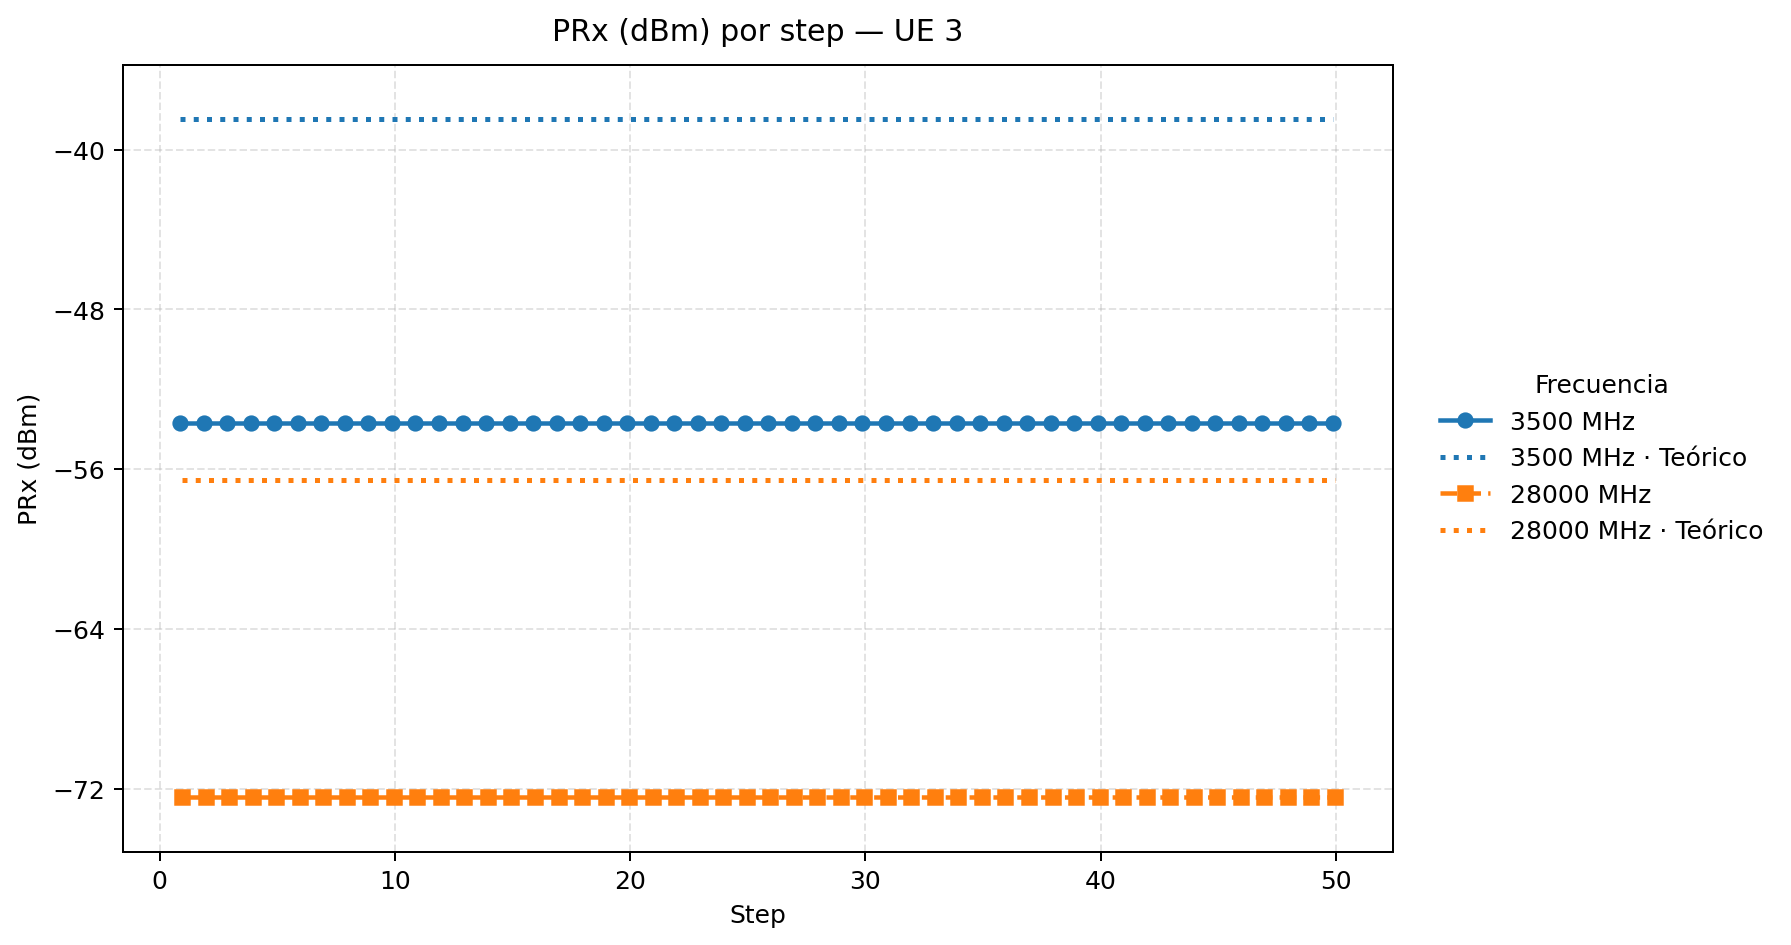 PRx (dBm) por step — UE 3
PRx (dBm)
−40
−48
−56
−64
−72
0 10 20 30 40 50
Step
Frecuencia
3500 MHz
3500 MHz · Teórico
28000 MHz
28000 MHz · Teórico